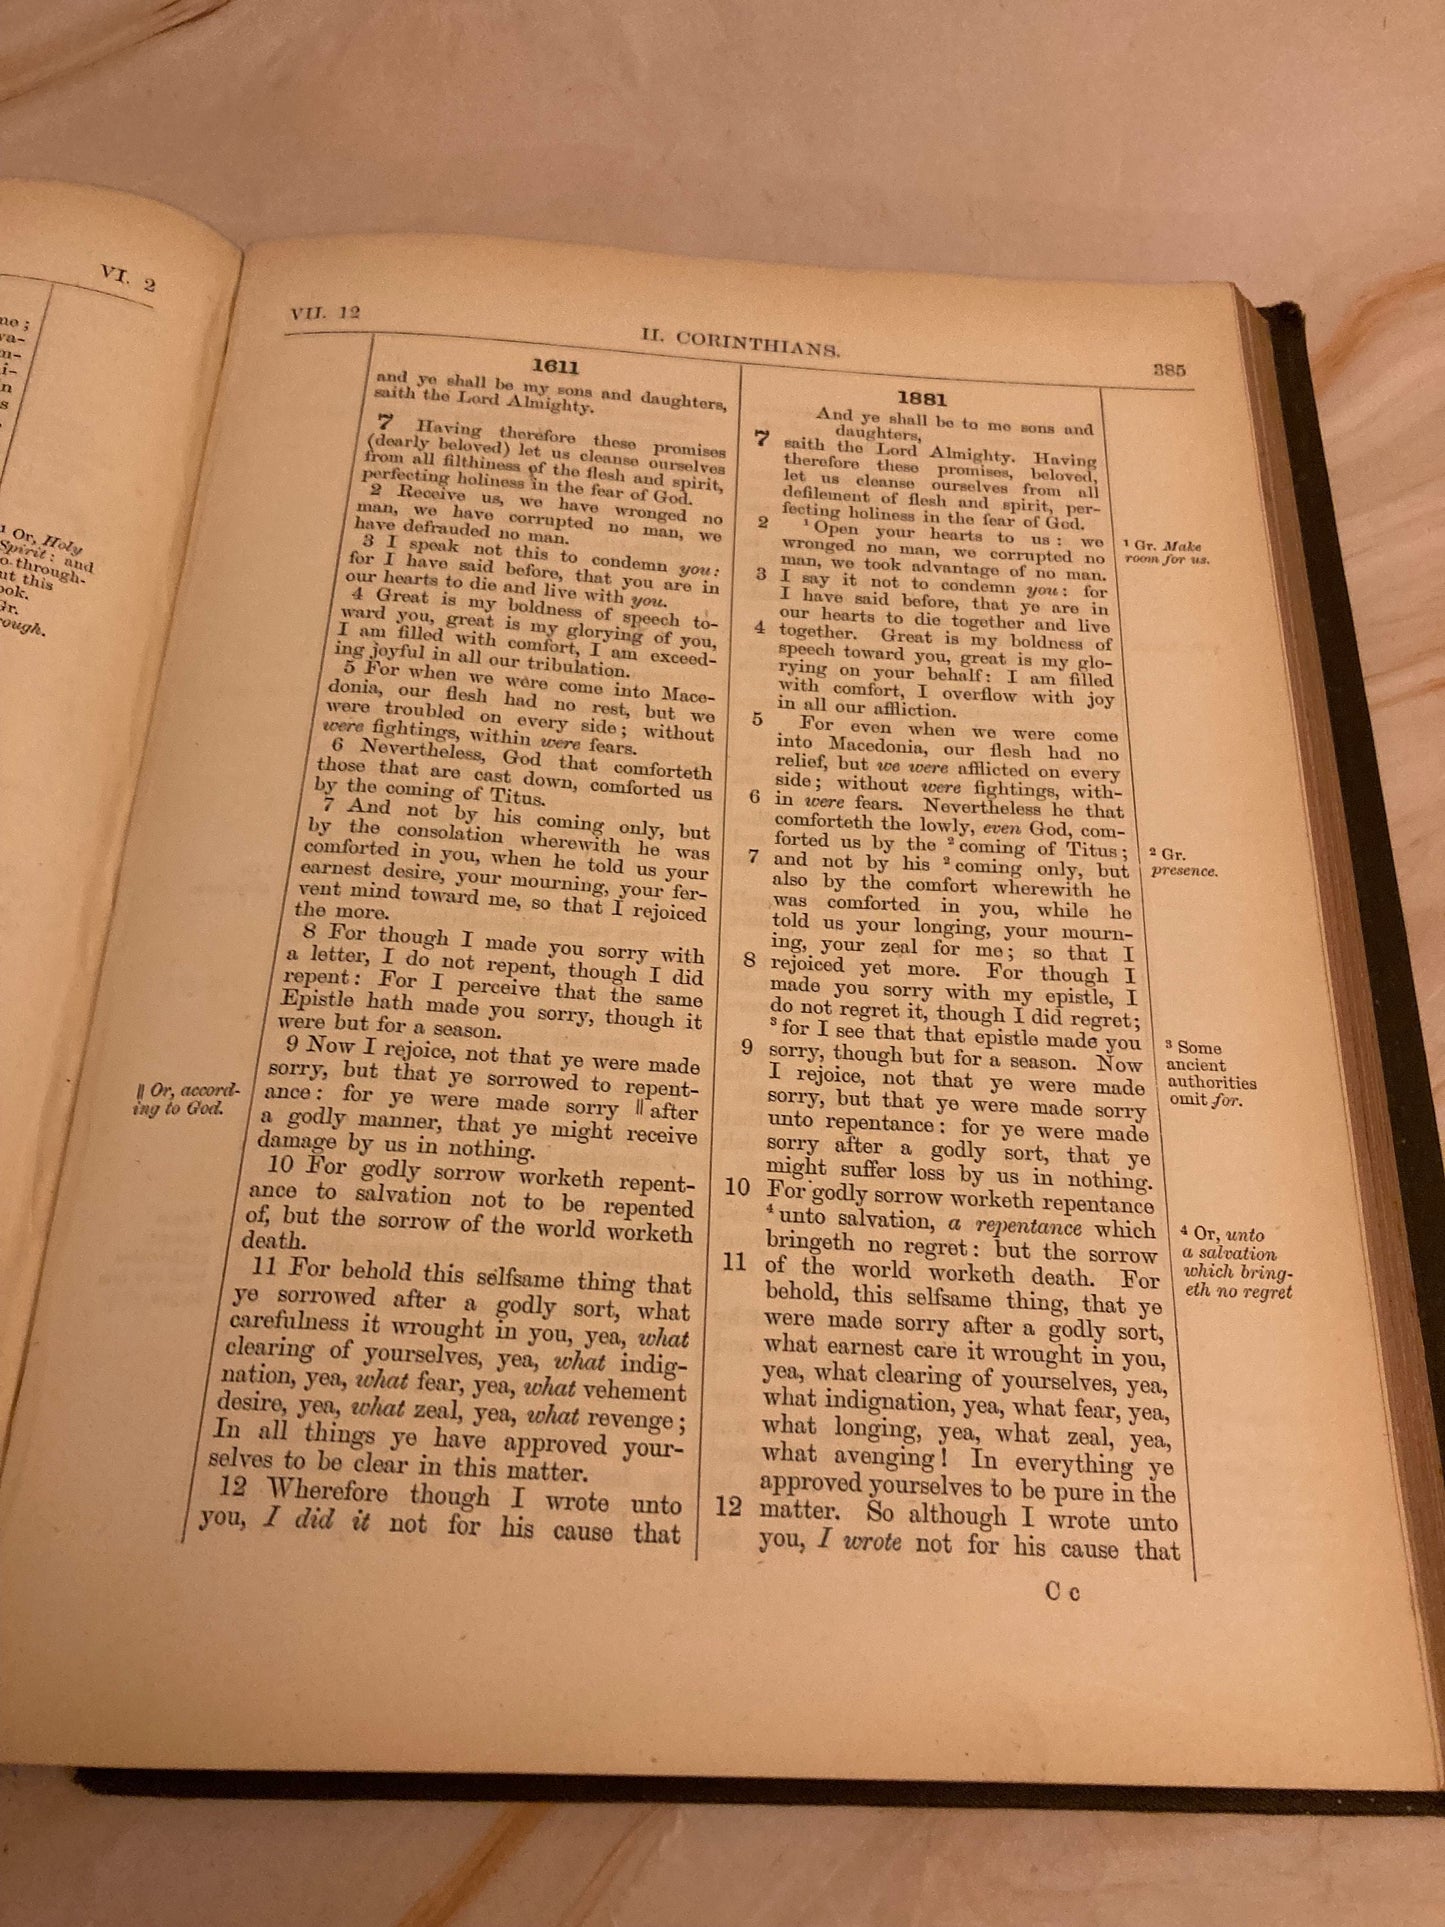 VI. 2
¹ Or, Holy
Spirit: and
ook.
Gr.
VII. 12
II. CORINTHIANS.
385
1611
and ye shall be my sons and daughters,
saith the Lord Almighty.
7 Having therefore these promises
(dearly beloved) let us cleanse ourselves
from all filthiness of the flesh and spirit,
perfecting holiness in the fear of God.
2 Receive us, we have wronged no
man, we have corrupted no man, we
have defrauded no man.
3 I speak not this to condemn you:
for I have said before, that you are in
our hearts to die and live with you.
4 Great is my boldness of speech to-
ward you, great is my glorying of you,
I am filled with comfort, I am exceed-
ing joyful in all our tribulation.
5 For when we were come into Mace-
donia, our flesh had no rest, but we
were troubled on every side; without
were fightings, within were fears.
6 Nevertheless, God that comforteth
those that are cast down, comforted us
by the coming of Titus.
7 And not by his coming only, but
by the consolation wherewith he was
comforted in you, when he told us your
earnest desire, your mourning, your fer-
vent mind toward me, so that I rejoiced
the more.
8 For though I made you sorry with
a letter, I do not repent, though I did
repent: For I perceive that the same
Epistle hath made you sorry, though it
were but for a season.
9 Now I rejoice, not that ye were made
sorry, but that ye sorrowed to repent-
ance: for ye were made sorry ‖ after
a godly manner, that ye might receive
damage by us in nothing.
10 For godly sorrow worketh repent-
ance to salvation not to be repented
of, but the sorrow of the world worketh
death.
11 For behold this selfsame thing that
ye sorrowed after a godly sort, what
carefulness it wrought in you, yea, what
clearing of yourselves, yea, what indig-
nation, yea, what fear, yea, what vehement
desire, yea, what zeal, yea, what revenge;
In all things ye have approved your-
selves to be clear in this matter.
12 Wherefore though I wrote unto
you, I did it not for his cause that
‖ Or, accord-
ing to God.
1881
And ye shall be to me sons and
daughters,
7 saith the Lord Almighty. Having
therefore these promises, beloved,
let us cleanse ourselves from all
defilement of flesh and spirit, per-
fecting holiness in the fear of God.
2 ¹ Open your hearts to us: we
wronged no man, we corrupted no
man, we took advantage of no man.
3 I say it not to condemn you: for
I have said before, that ye are in
our hearts to die together and live
4 together. Great is my boldness of
speech toward you, great is my glo-
rying on your behalf: I am filled
with comfort, I overflow with joy
in all our affliction.
5 For even when we were come
into Macedonia, our flesh had no
relief, but we were afflicted on every
side; without were fightings, with-
6 in were fears. Nevertheless he that
comforteth the lowly, even God, com-
forted us by the ² coming of Titus;
7 and not by his ² coming only, but
also by the comfort wherewith he
was comforted in you, while he
told us your longing, your mourn-
ing, your zeal for me; so that I
8 rejoiced yet more. For though I
made you sorry with my epistle, I
do not regret it, though I did regret;
³ for I see that that epistle made you
9 sorry, though but for a season. Now
I rejoice, not that ye were made
sorry, but that ye were made sorry
unto repentance: for ye were made
sorry after a godly sort, that ye
might suffer loss by us in nothing.
10 For godly sorrow worketh repentance
⁴ unto salvation, a repentance which
bringeth no regret: but the sorrow
11 of the world worketh death. For
behold, this selfsame thing, that ye
were made sorry after a godly sort,
what earnest care it wrought in you,
yea, what clearing of yourselves, yea,
what indignation, yea, what fear, yea,
what longing, yea, what zeal, yea,
what avenging! In everything ye
approved yourselves to be pure in the
12 matter. So although I wrote unto
you, I wrote not for his cause that
¹ Gr. Make
room for us.
² Gr.
presence.
³ Some
ancient
authorities
omit for.
⁴ Or, unto
a salvation
which bring-
eth no regret
C c